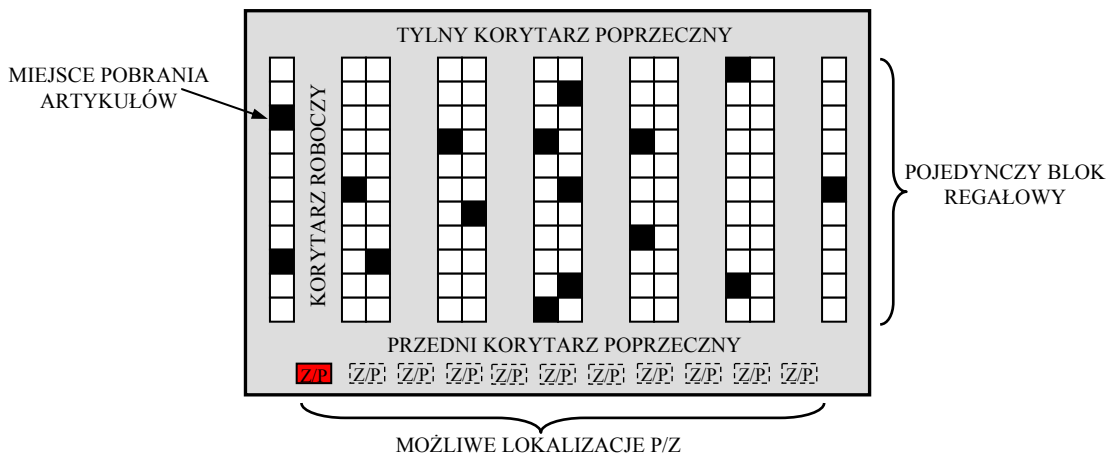 TYLNY KORYTARZ POPRZECZNY
MIEJSCE POBRANIA
ARTYKUŁÓW
KORYTARZ ROBOCZY
POJEDYNCZY BLOK
REGAŁOWY
PRZEDNI KORYTARZ POPRZECZNY
Z/P Z/P Z/P Z/P Z/P Z/P Z/P Z/P Z/P Z/P Z/P
MOŻLIWE LOKALIZACJE P/Z